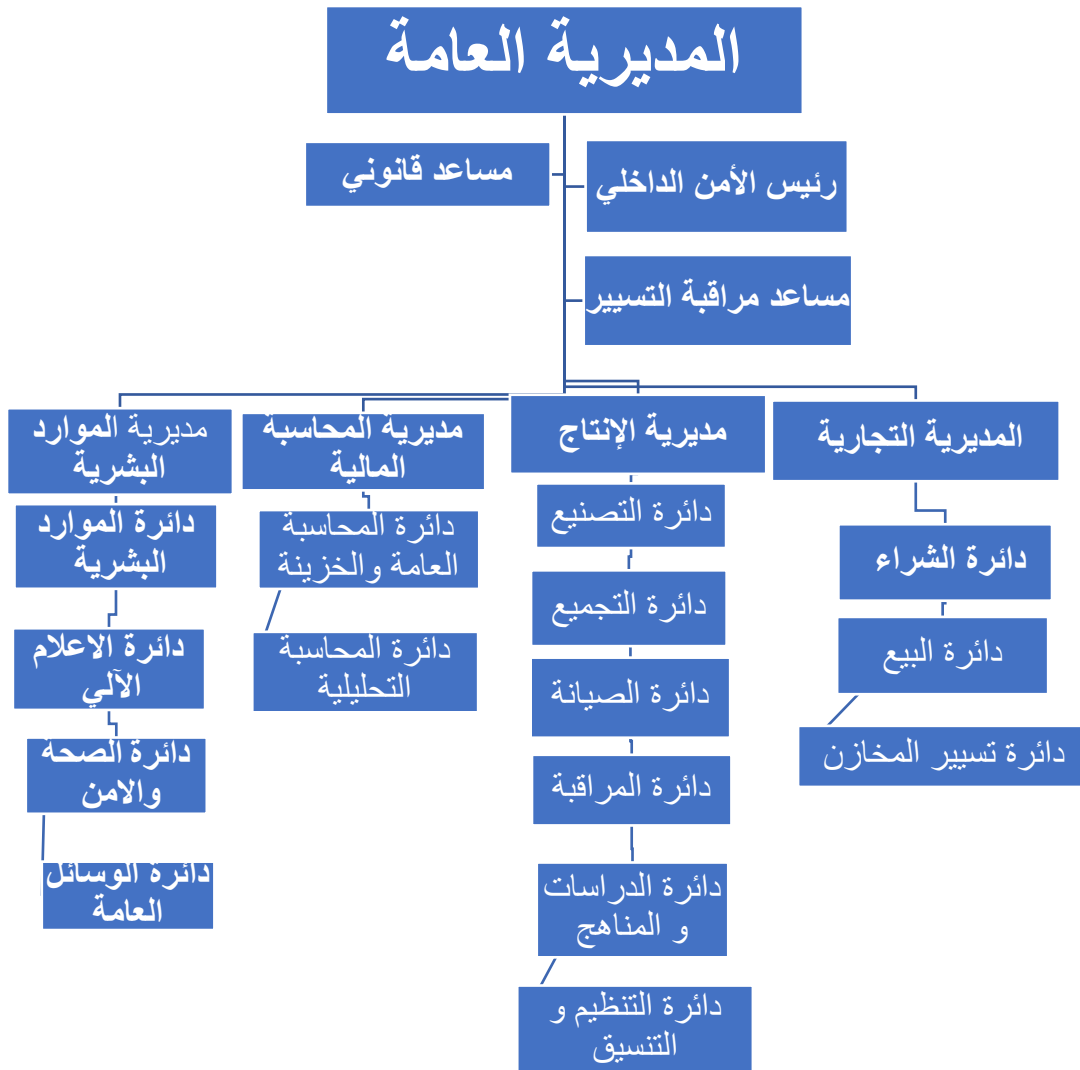 المديرية العامة
رئيس الأمن الداخلي
مساعد قانوني
مساعد مراقبة التسيير
المديرية التجارية
دائرة الشراء
دائرة البيع
دائرة تسيير المخازن
مديرية الإنتاج
دائرة التصنيع
دائرة التجميع
دائرة الصيانة
دائرة المراقبة
دائرة الدراسات
و المناهج
دائرة التنظيم و
التنسيق
مديرية المحاسبة
المالية
دائرة المحاسبة
العامة والخزينة
دائرة المحاسبة
التحليلية
مديرية الموارد
البشرية
دائرة الموارد
البشرية
دائرة الاعلام
الآلي
دائرة الصحة
والامن
دائرة الوسائل
العامة